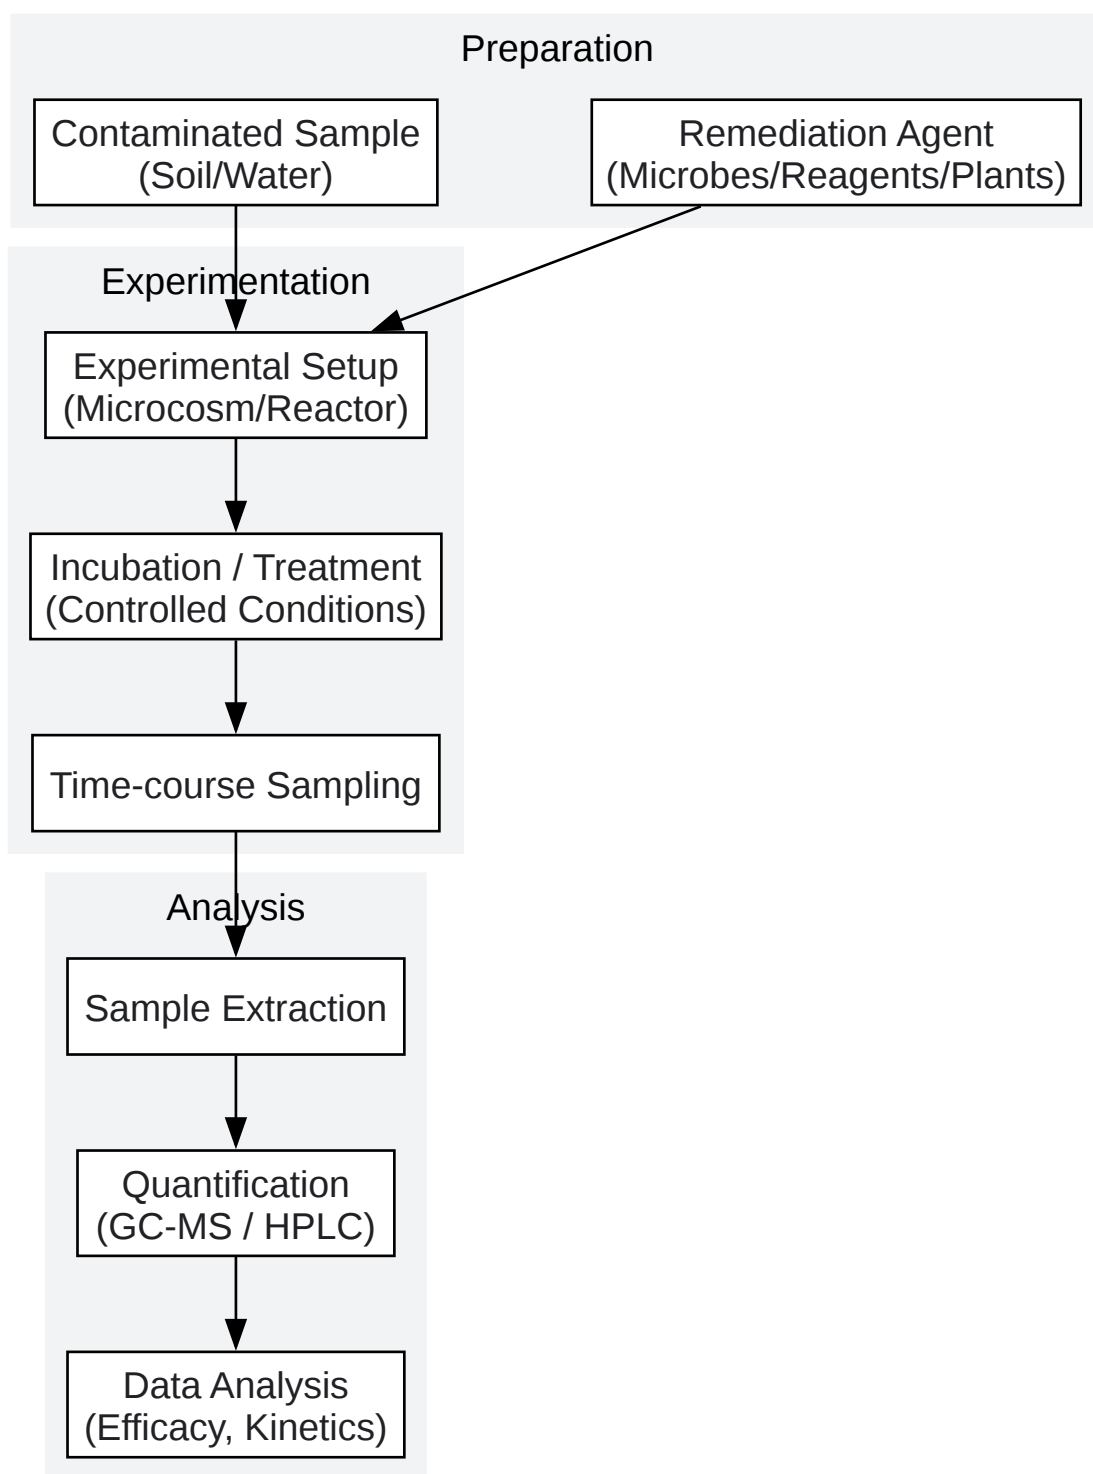 Preparation
Contaminated Sample
(Soil/Water)
Remediation Agent
(Microbes/Reagents/Plants)
Experimentation
Experimental Setup
(Microcosm/Reactor)
Incubation / Treatment
(Controlled Conditions)
Time-course Sampling
Analysis
Sample Extraction
Quantification
(GC-MS / HPLC)
Data Analysis
(Efficacy, Kinetics)